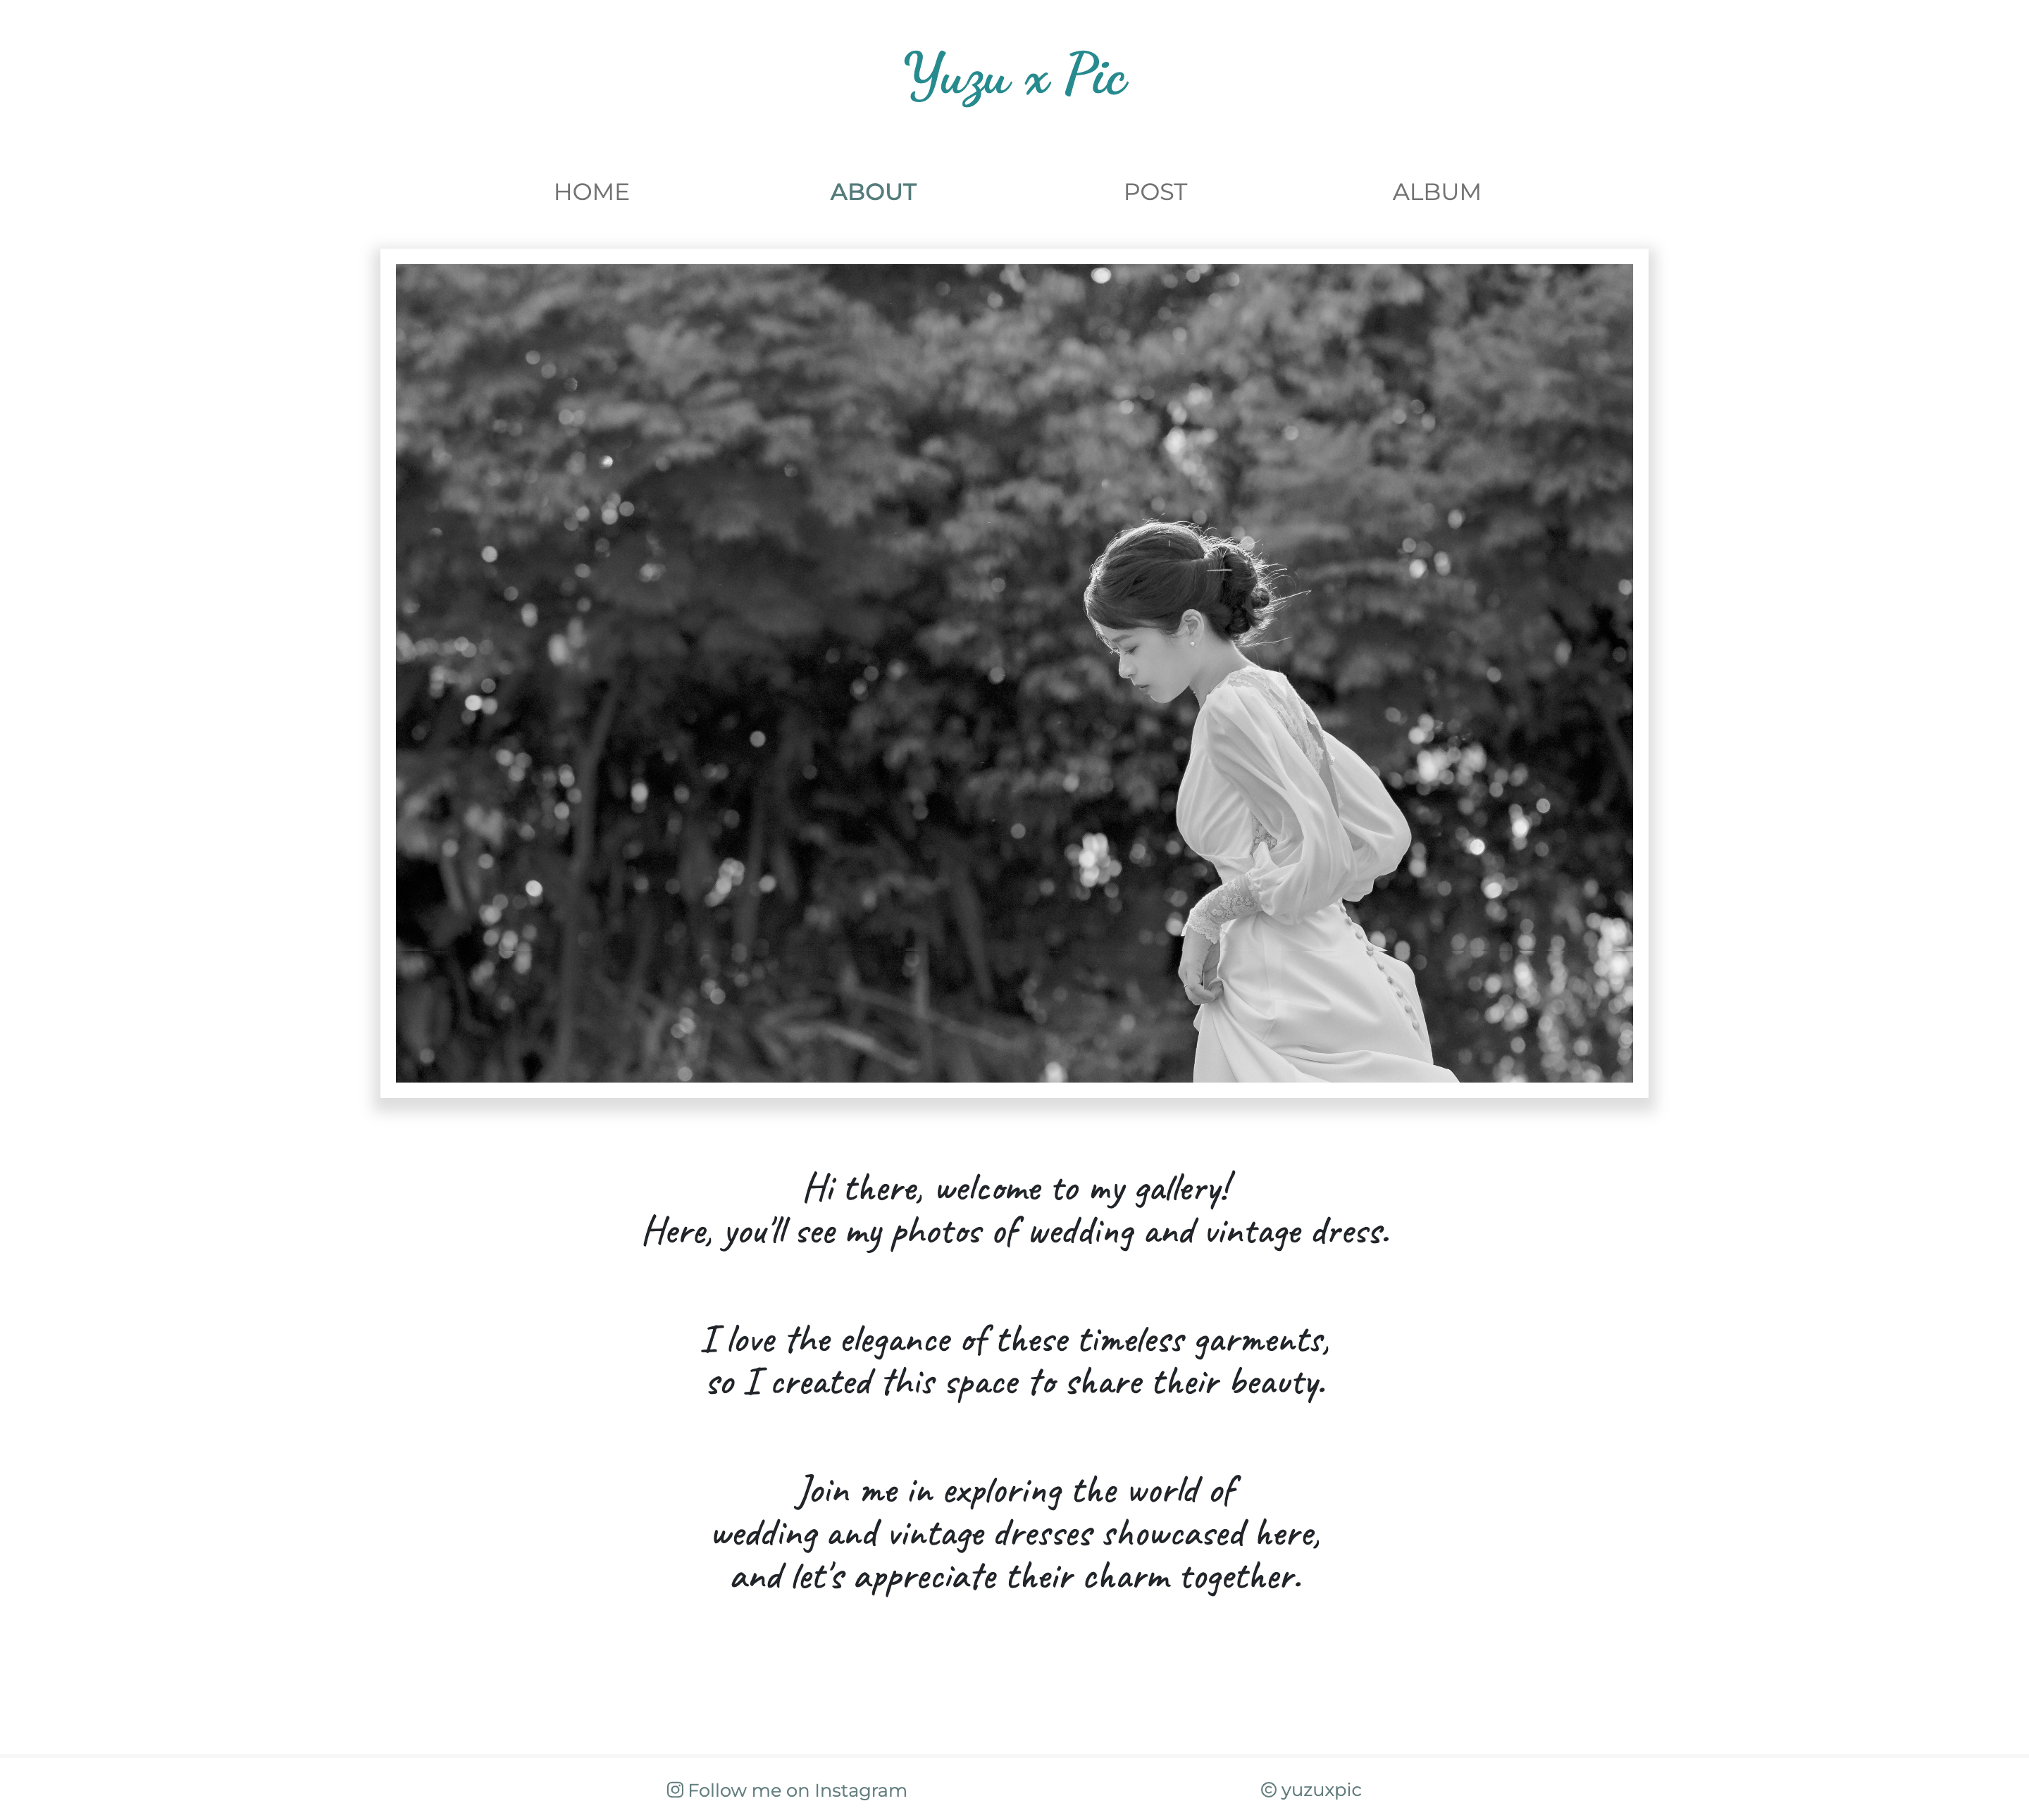 Yuzu x Pic
HOME ABOUT POST ALBUM
Hi there, welcome to my gallery!
Here, you'll see my photos of wedding and vintage dress.
I love the elegance of these timeless garments,
so I created this space to share their beauty.
Join me in exploring the world of
wedding and vintage dresses showcased here,
and let's appreciate their charm together.
Follow me on Instagram © yuzuxpic